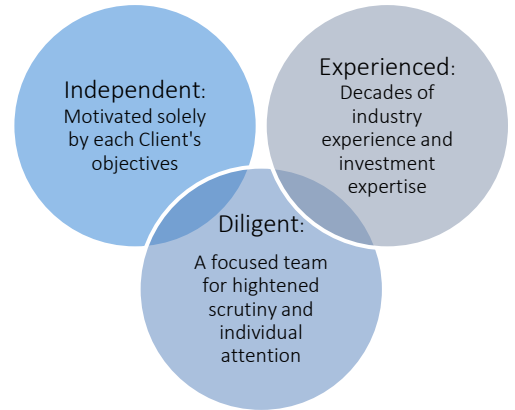 Independent:
Motivated solely
by each Client's
objectives
Experienced:
Decades of
industry
experience and
investment
expertise
Diligent:
A focused team
for hightened
scrutiny and
individual
attention